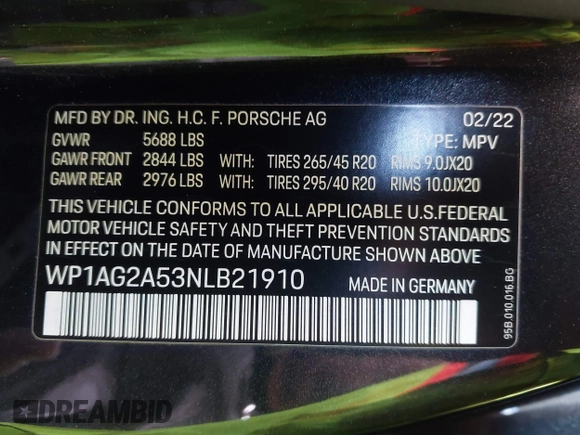 MFD BY DR. ING. H.C. F. PORSCHE AG 02/22
GVWR 5688 LBS TYPE: MPV
GAWR FRONT 2844 LBS WITH: TIRES 265/45 R20 RIMS 9.0JX20
GAWR REAR 2976 LBS WITH: TIRES 295/40 R20 RIMS 10.0JX20
THIS VEHICLE CONFORMS TO ALL APPLICABLE U.S.FEDERAL
MOTOR VEHICLE SAFETY AND THEFT PREVENTION STANDARDS
IN EFFECT ON THE DATE OF MANUFACTURE SHOWN ABOVE
WP1AG2A53NLB21910 MADE IN GERMANY
95B.010.016.BG
DREAMBID